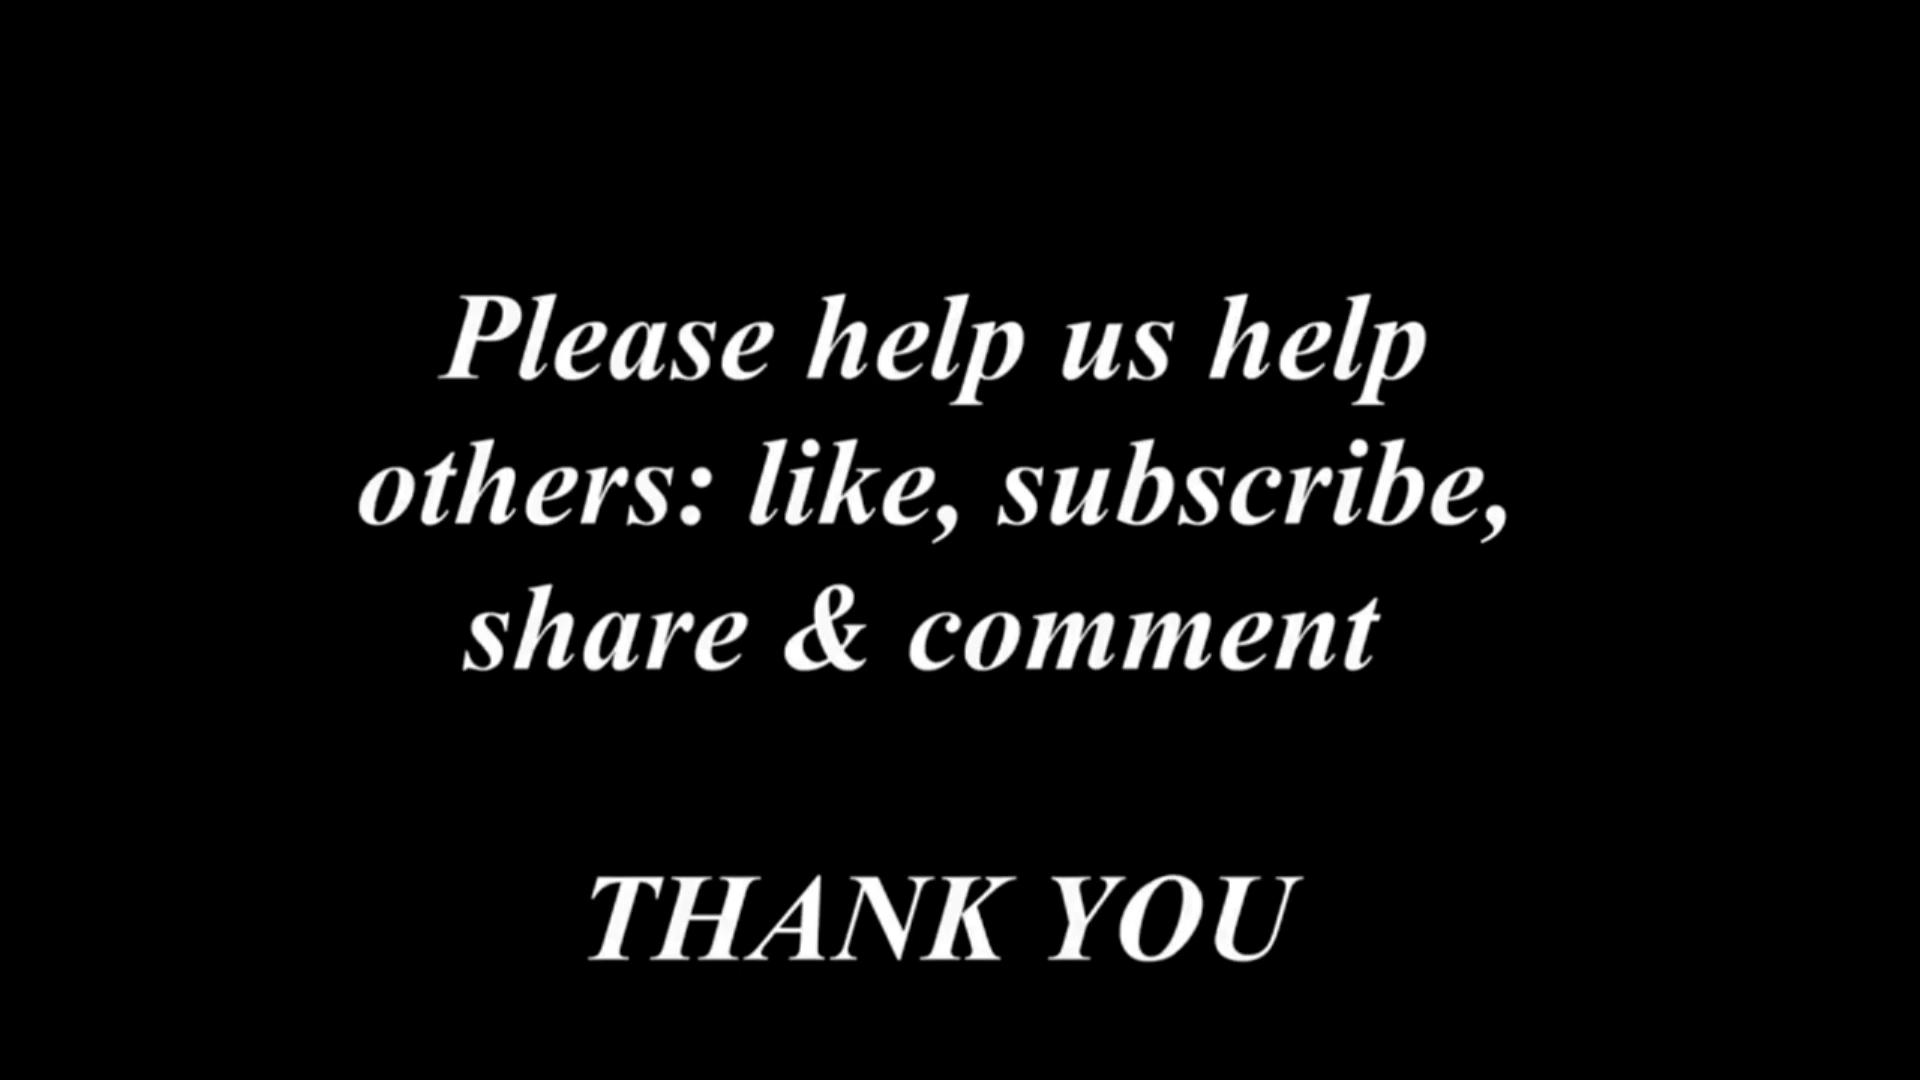 Please help us help
others: like, subscribe,
share & comment
THANK YOU